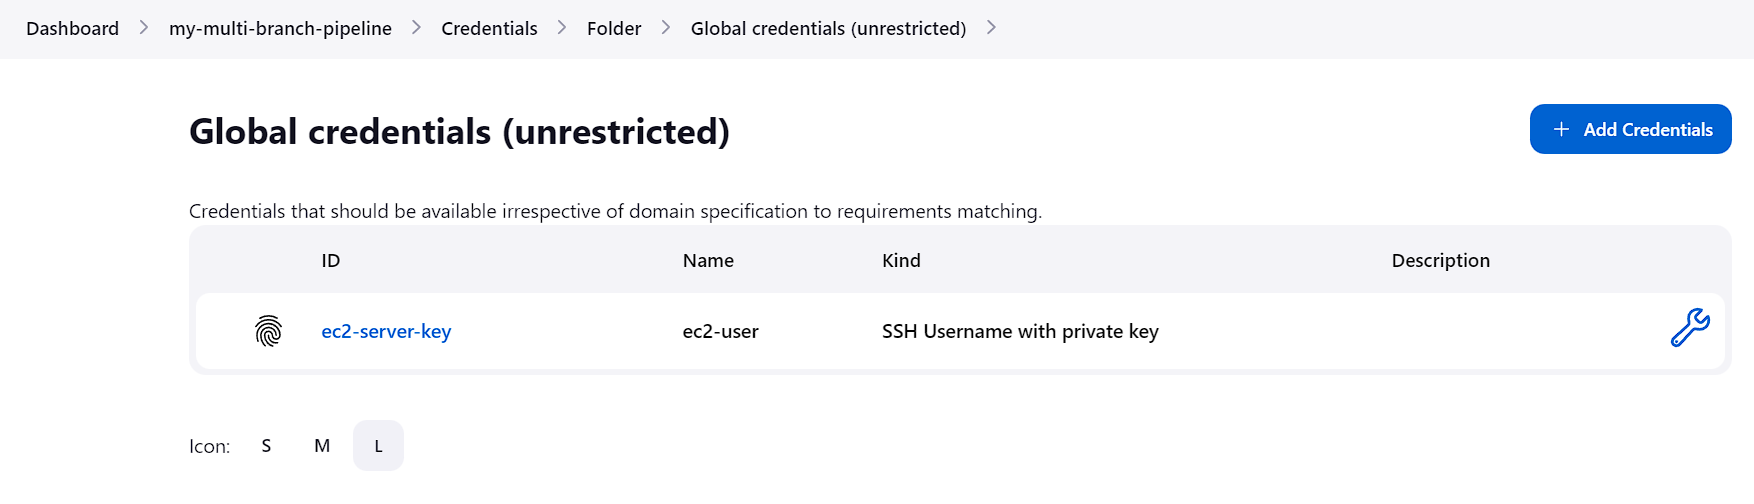 Dashboard > my-multi-branch-pipeline > Credentials > Folder > Global credentials (unrestricted) >
Global credentials (unrestricted)
+ Add Credentials
Credentials that should be available irrespective of domain specification to requirements matching.
ID Name Kind Description
ec2-server-key ec2-user SSH Username with private key
Icon: S M L